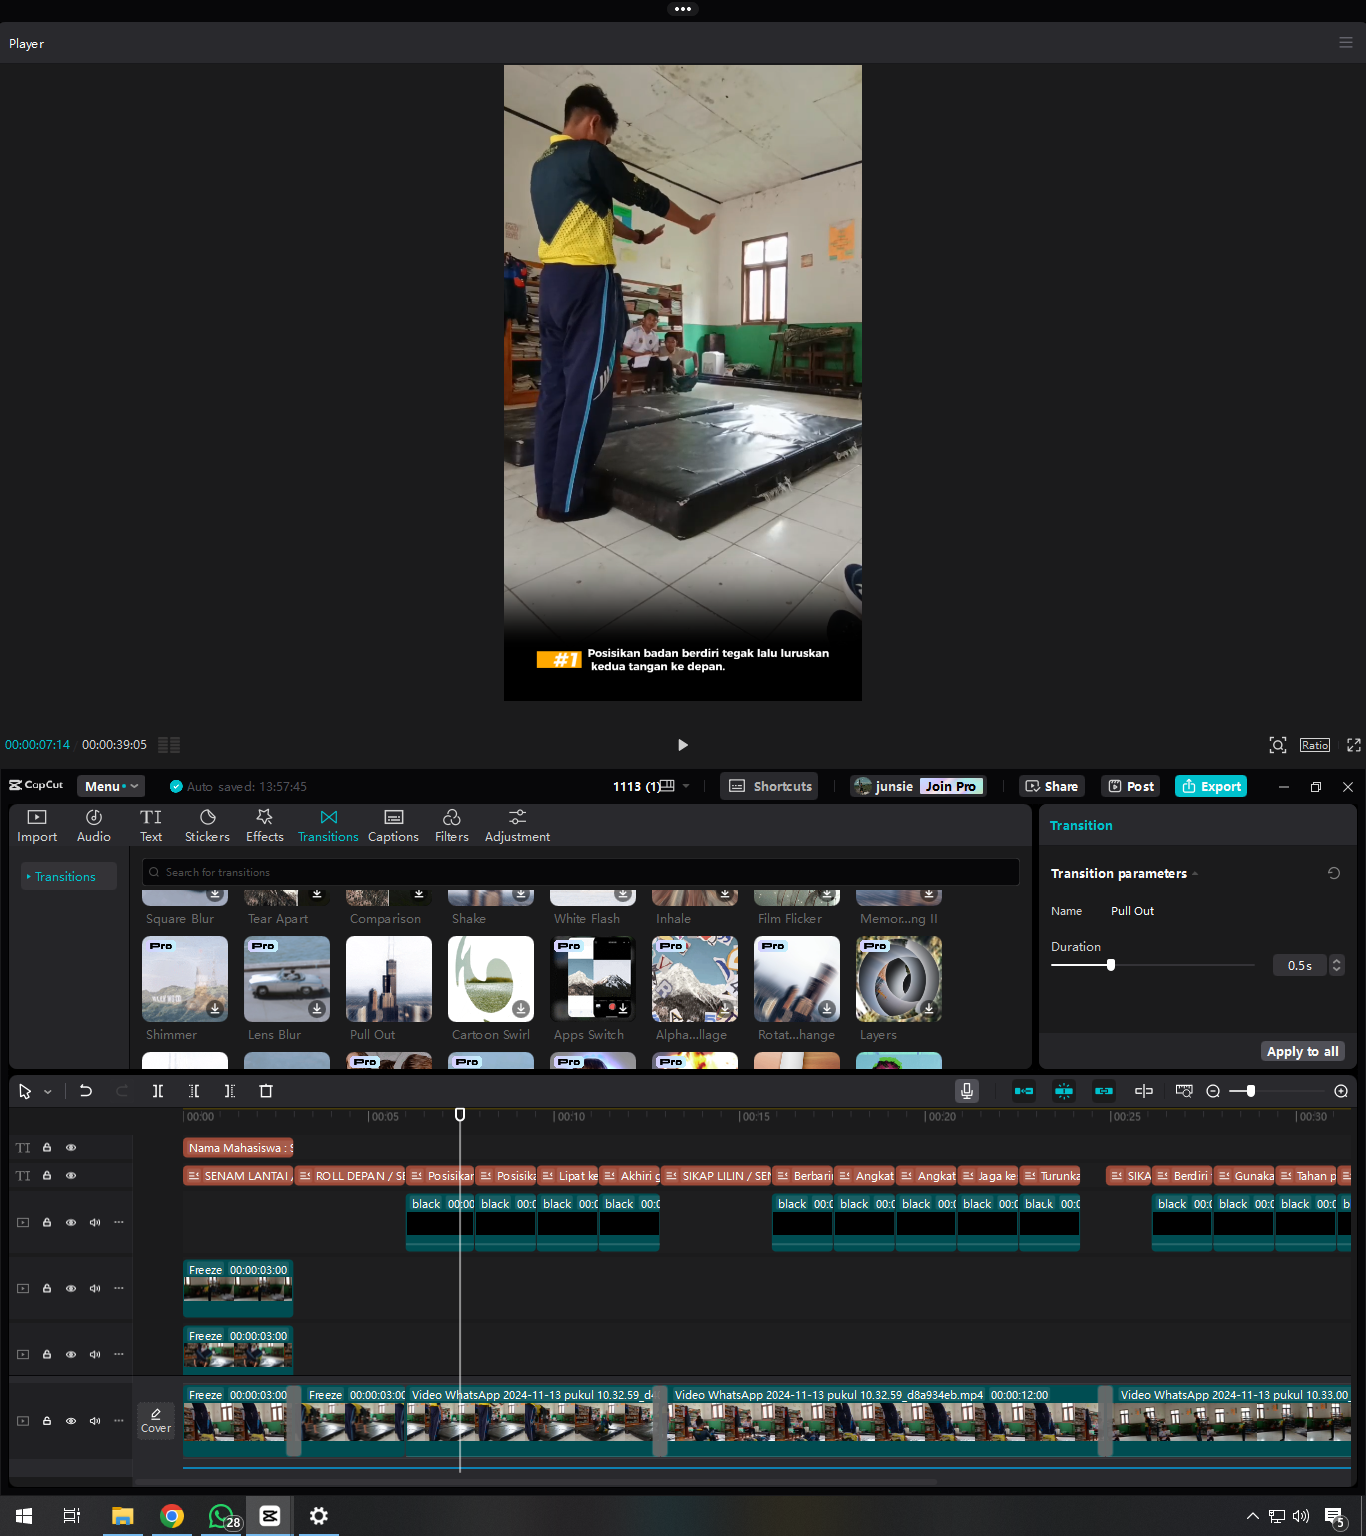 Player
#1 Posisikan badan berdiri tegak lalu luruskan
kedua tangan ke depan.
00:00:07:14 / 00:00:39:05
Ratio
CapCut
Menu
Auto saved: 13:57:45
1113 (1)
Shortcuts
junsie
Join Pro
Share
Post
Export
Import
Audio
Text
Stickers
Effects
Transitions
Captions
Filters
Adjustment
Transition
Transitions
Search for transitions
Square Blur
Tear Apart
Comparison
Shake
White Flash
Inhale
Film Flicker
Memor...ng II
Transition parameters
Name Pull Out
Duration
0.5s
Pro
Pro
Pro
Pro
Pro
Pro
Shimmer
Lens Blur
Pull Out
Cartoon Swirl
Apps Switch
Alpha...llage
Rotat...hange
Layers
Pro
Pro
Pro
Pro
Apply to all
00:00 00:05 00:10 00:15 00:20 00:25 00:30
TI
Nama Mahasiswa : S
TI
SENAM LANTAI /
ROLL DEPAN / SE
Posisikan
Posisika
Lipat ke
Akhiri g
SIKAP LILIN / SEN
Berbarin
Angkat
Angkat
Jaga ke
Turunka
SIKA
Berdiri
Gunaka
Tahan p
black 00:00
black 00:0
black 00:0
black 00:0
black 00:0
black 00:0
black 00:0
black 00:0
black 00:0
black 00:0
black 00:0
black 00:0
b
Freeze 00:00:03:00
Freeze 00:00:03:00
Cover
Freeze 00:00:03:00
Freeze 00:00:03:00
Video WhatsApp 2024-11-13 pukul 10.32.59_d
Video WhatsApp 2024-11-13 pukul 10.32.59_d8a934eb.mp4 00:00:12:00
Video WhatsApp 2024-11-13 pukul 10.33.00_
28
5